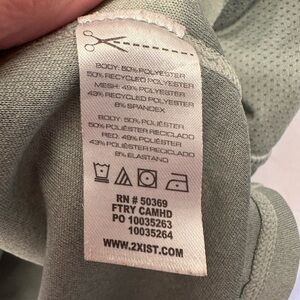 BODY: 50% POLYESTER
50% RECYCLED POLYESTER
MESH: 49% POLYESTER
43% RECYCLED POLYESTER
8% SPANDEX
BODY: 50% POLIÉSTER
50% POLIÉSTER RECICLADO
RED: 49% POLIÉSTER
43% POLIÉSTER RECICLADO
8% ELASTANO
RN # 50369
FTRY CAMHD
PO 10035263
10035264
WWW.2XIST.COM